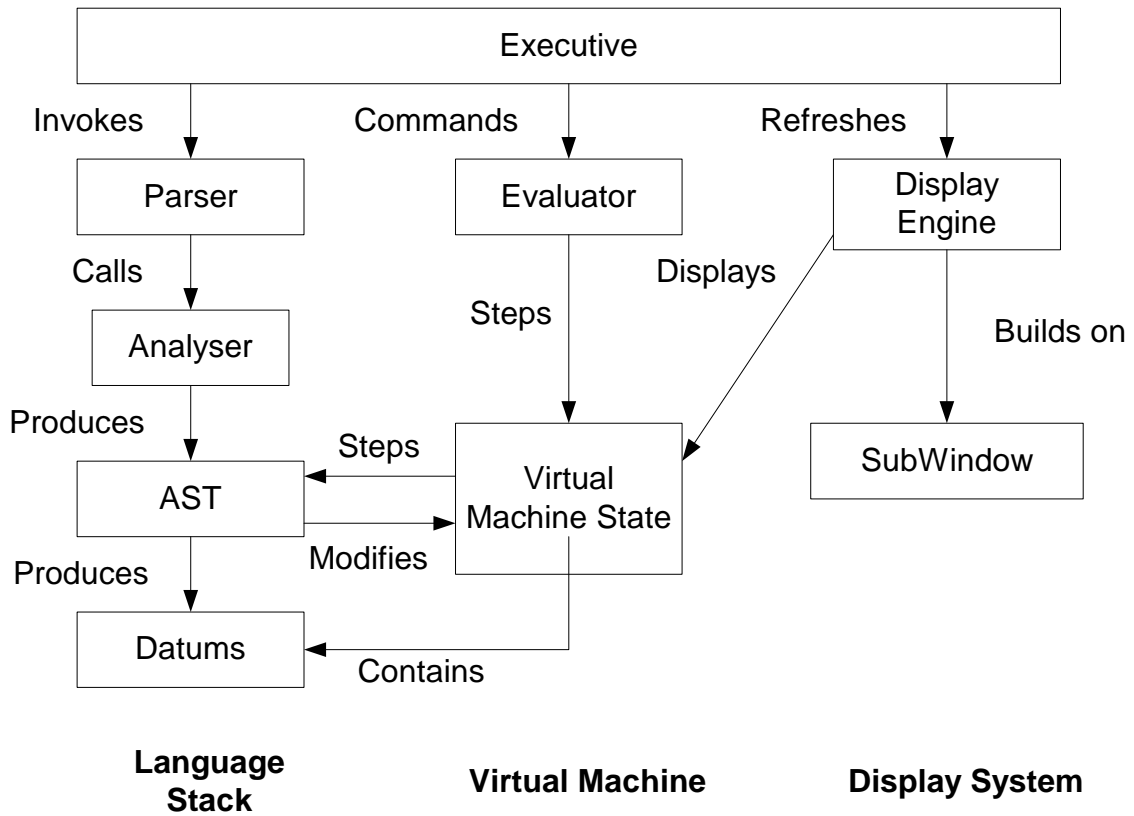 Executive
Invokes
Commands
Refreshes
Parser
Evaluator
Display
Engine
Calls
Displays
Steps
Builds on
Analyser
Produces
Steps
AST
Virtual
Machine State
SubWindow
Modifies
Produces
Datums
Contains
Language
Stack
Virtual Machine
Display System